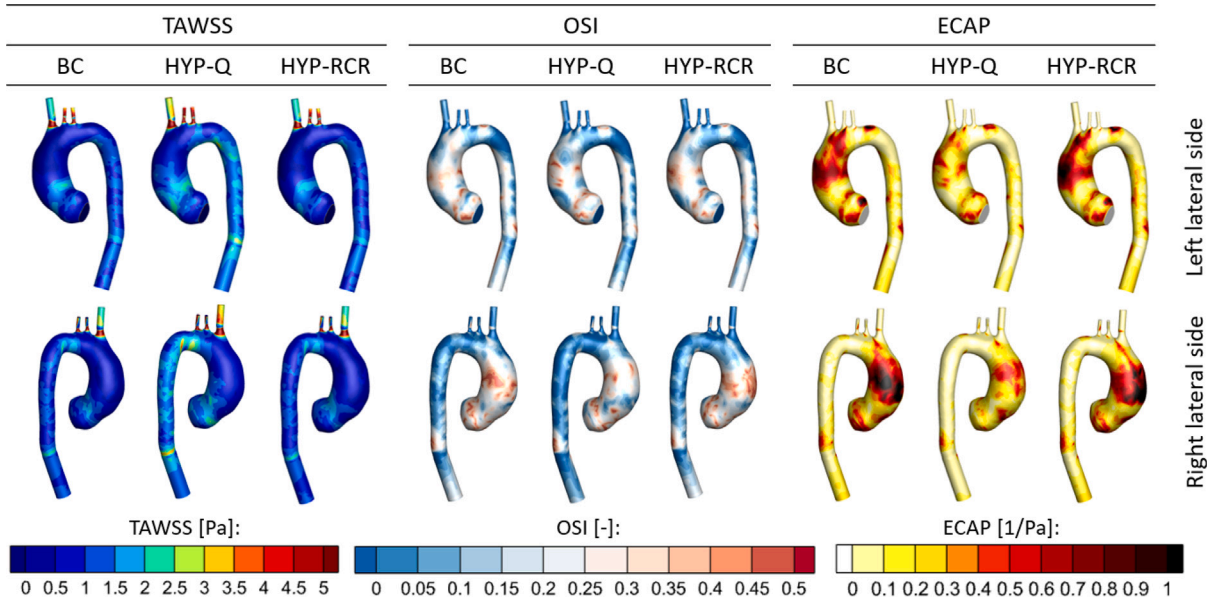 TAWSS OSI ECAP
BC HYP-Q HYP-RCR BC HYP-Q HYP-RCR BC HYP-Q HYP-RCR
Left lateral side
Right lateral side
TAWSS [Pa]: OSI [-]: ECAP [1/Pa]:
0 0.5 1 1.5 2 2.5 3 3.5 4 4.5 5 0 0.05 0.1 0.15 0.2 0.25 0.3 0.35 0.4 0.45 0.5 0 0.1 0.2 0.3 0.4 0.5 0.6 0.7 0.8 0.9 1